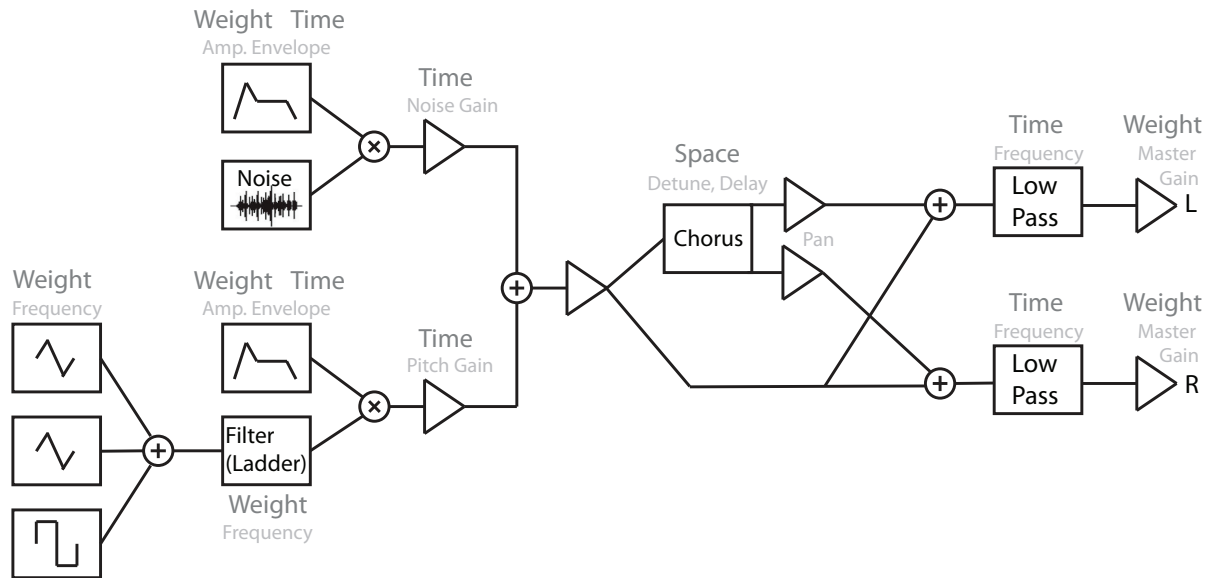 Weight Time
Amp. Envelope
Time
Noise Gain
Noise
Space
Detune, Delay
Chorus
Pan
Time
Frequency
Low
Pass
Weight
Master
Gain
L
Weight
Frequency
Weight Time
Amp. Envelope
Time
Pitch Gain
Filter
(Ladder)
Weight
Frequency
Time
Frequency
Low
Pass
Weight
Master
Gain
R